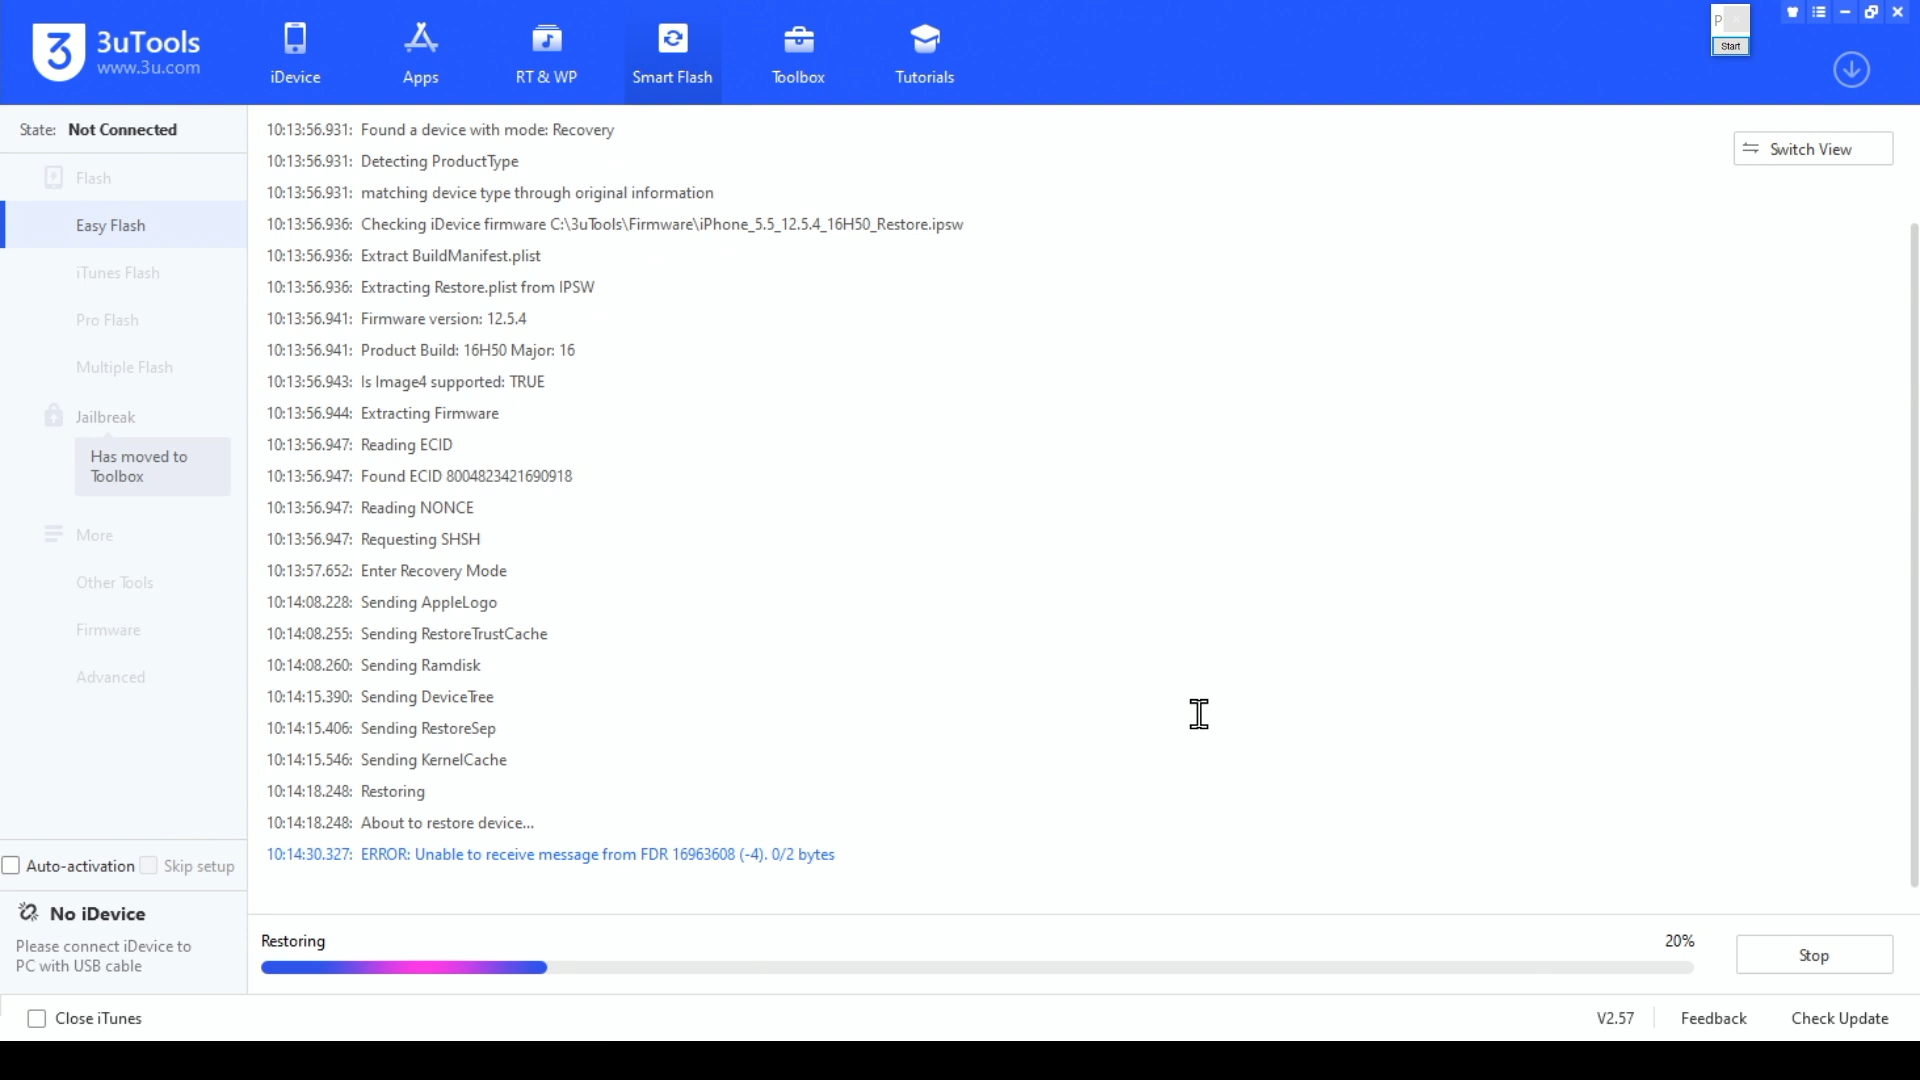 3uTools
www.3u.com
iDevice
Apps
RT & WP
Smart Flash
Toolbox
Tutorials
P
Start
State: Not Connected
Flash
Easy Flash
iTunes Flash
Pro Flash
Multiple Flash
Jailbreak
Has moved to
Toolbox
More
Other Tools
Firmware
Advanced
Auto-activation
Skip setup
No iDevice
Please connect iDevice to
PC with USB cable
Switch View
10:13:56.931: Found a device with mode: Recovery
10:13:56.931: Detecting ProductType
10:13:56.931: matching device type through original information
10:13:56.936: Checking iDevice firmware C:\3uTools\Firmware\iPhone_5.5_12.5.4_16H50_Restore.ipsw
10:13:56.936: Extract BuildManifest.plist
10:13:56.936: Extracting Restore.plist from IPSW
10:13:56.941: Firmware version: 12.5.4
10:13:56.941: Product Build: 16H50 Major: 16
10:13:56.943: Is Image4 supported: TRUE
10:13:56.944: Extracting Firmware
10:13:56.947: Reading ECID
10:13:56.947: Found ECID 8004823421690918
10:13:56.947: Reading NONCE
10:13:56.947: Requesting SHSH
10:13:57.652: Enter Recovery Mode
10:14:08.228: Sending AppleLogo
10:14:08.255: Sending RestoreTrustCache
10:14:08.260: Sending Ramdisk
10:14:15.390: Sending DeviceTree
10:14:15.406: Sending RestoreSep
10:14:15.546: Sending KernelCache
10:14:18.248: Restoring
10:14:18.248: About to restore device...
10:14:30.327: ERROR: Unable to receive message from FDR 16963608 (-4). 0/2 bytes
Restoring
20%
Stop
Close iTunes
V2.57
Feedback
Check Update